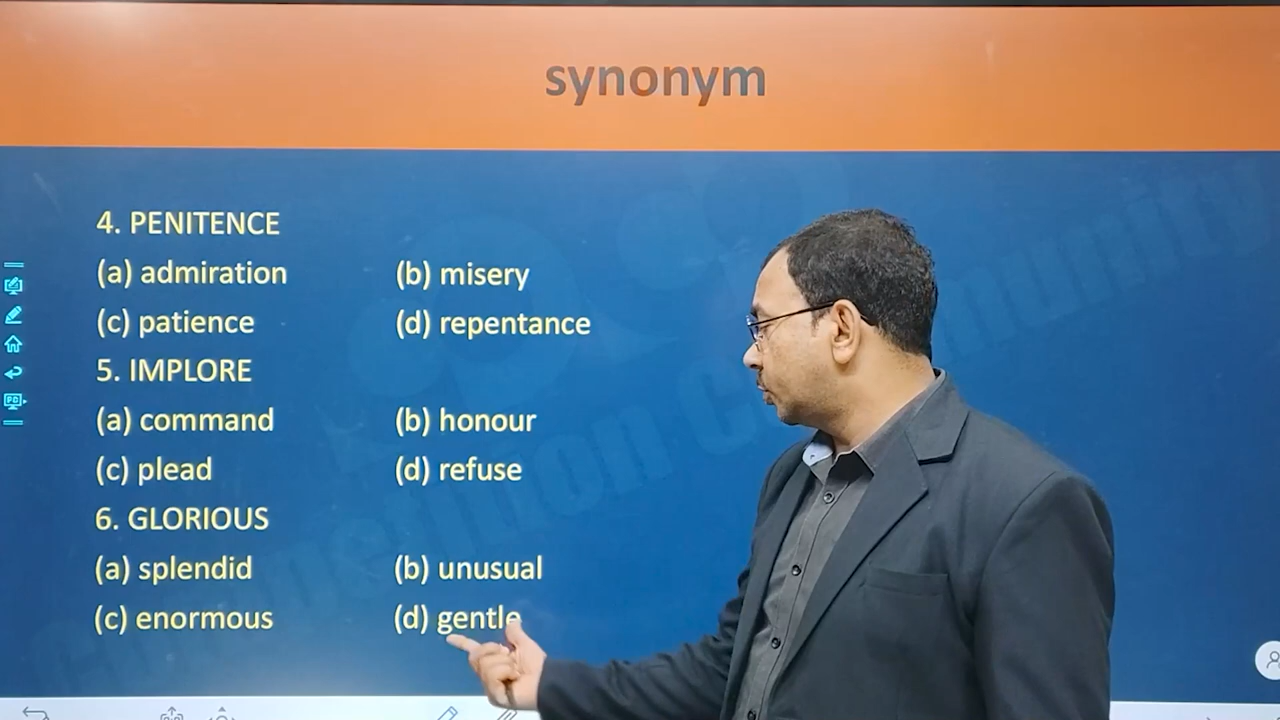 synonym
4. PENITENCE
(a) admiration (b) misery
(c) patience (d) repentance
5. IMPLORE
(a) command (b) honour
(c) plead (d) refuse
6. GLORIOUS
(a) splendid (b) unusual
(c) enormous (d) gentle